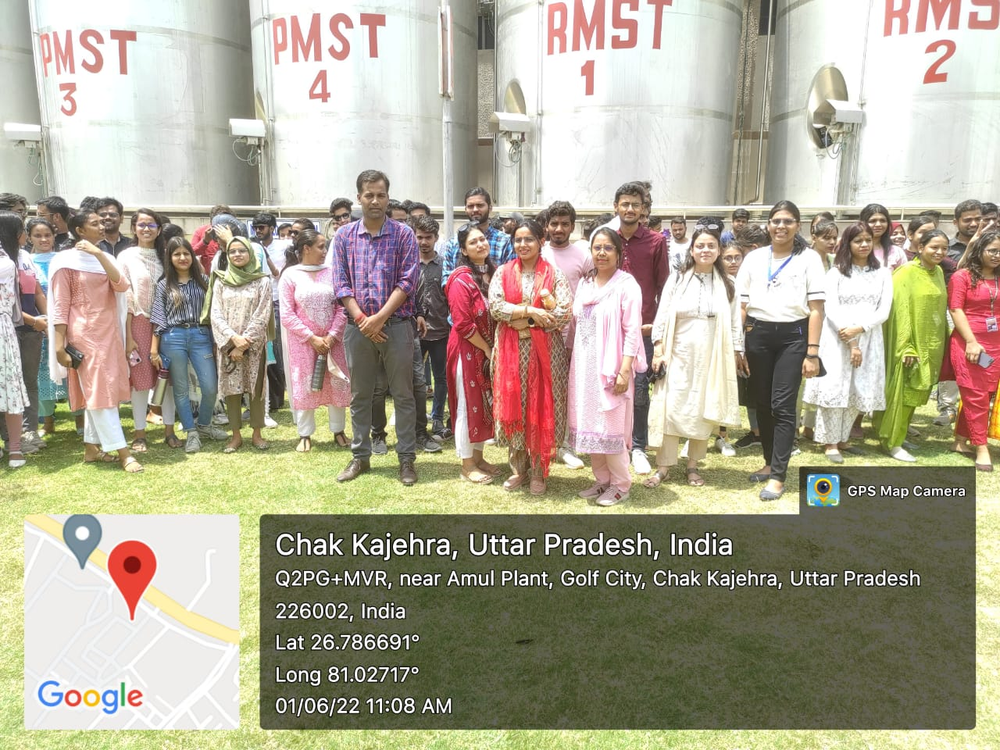 PMST
3
PMST
4
RMST
1
RMST
2
GPS Map Camera
Chak Kajehra, Uttar Pradesh, India
Q2PG+MVR, near Amul Plant, Golf City, Chak Kajehra, Uttar Pradesh
226002, India
Lat 26.786691°
Long 81.02717°
01/06/22 11:08 AM
Google